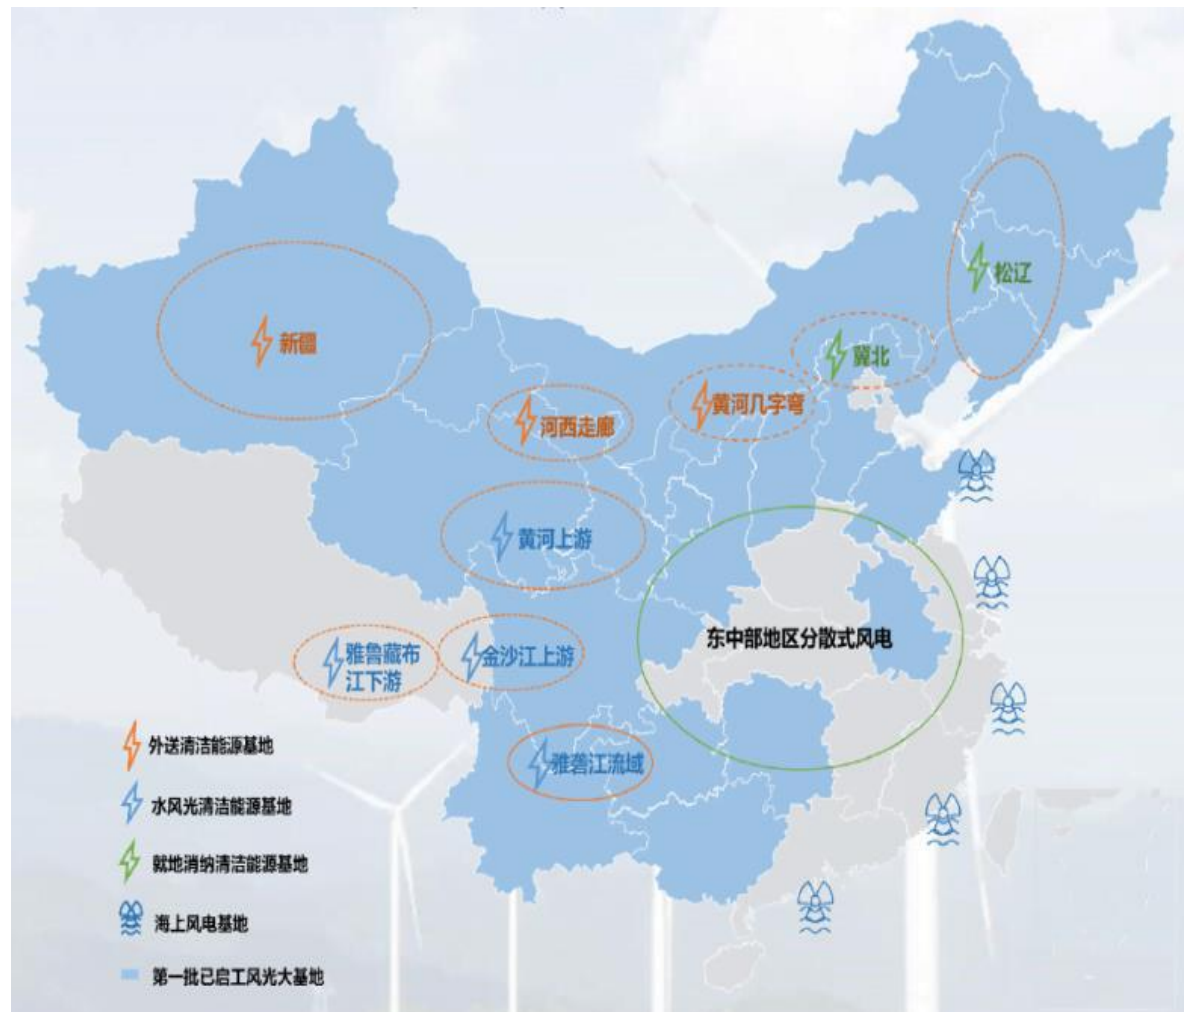 松辽
新疆
冀北
黄河几字弯
河西走廊
黄河上游
东中部地区分散式风电
雅鲁藏布
江下游
金沙江上游
雅砻江流域
外送清洁能源基地
水风光清洁能源基地
就地消纳清洁能源基地
海上风电基地
第一批已启工风光大基地